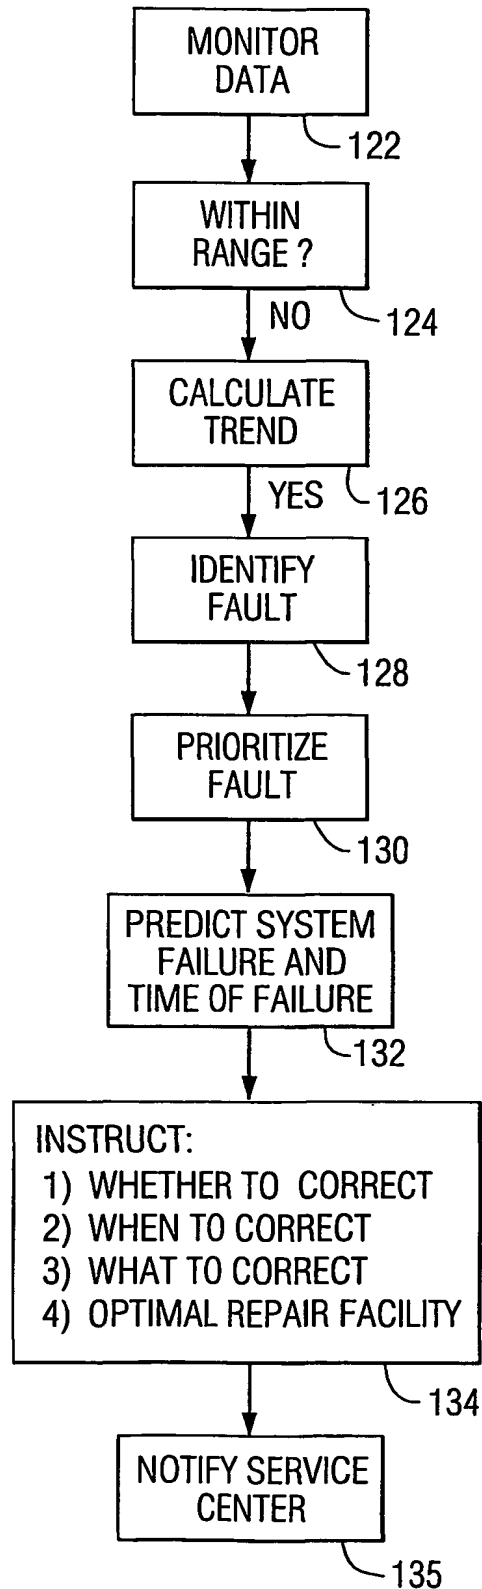 MONITOR
DATA
122
WITHIN
RANGE ?
NO
124
CALCULATE
TREND
YES
126
IDENTIFY
FAULT
128
PRIORITIZE
FAULT
130
PREDICT SYSTEM
FAILURE AND
TIME OF FAILURE
132
INSTRUCT:
1) WHETHER TO CORRECT
2) WHEN TO CORRECT
3) WHAT TO CORRECT
4) OPTIMAL REPAIR FACILITY
134
NOTIFY SERVICE
CENTER
135